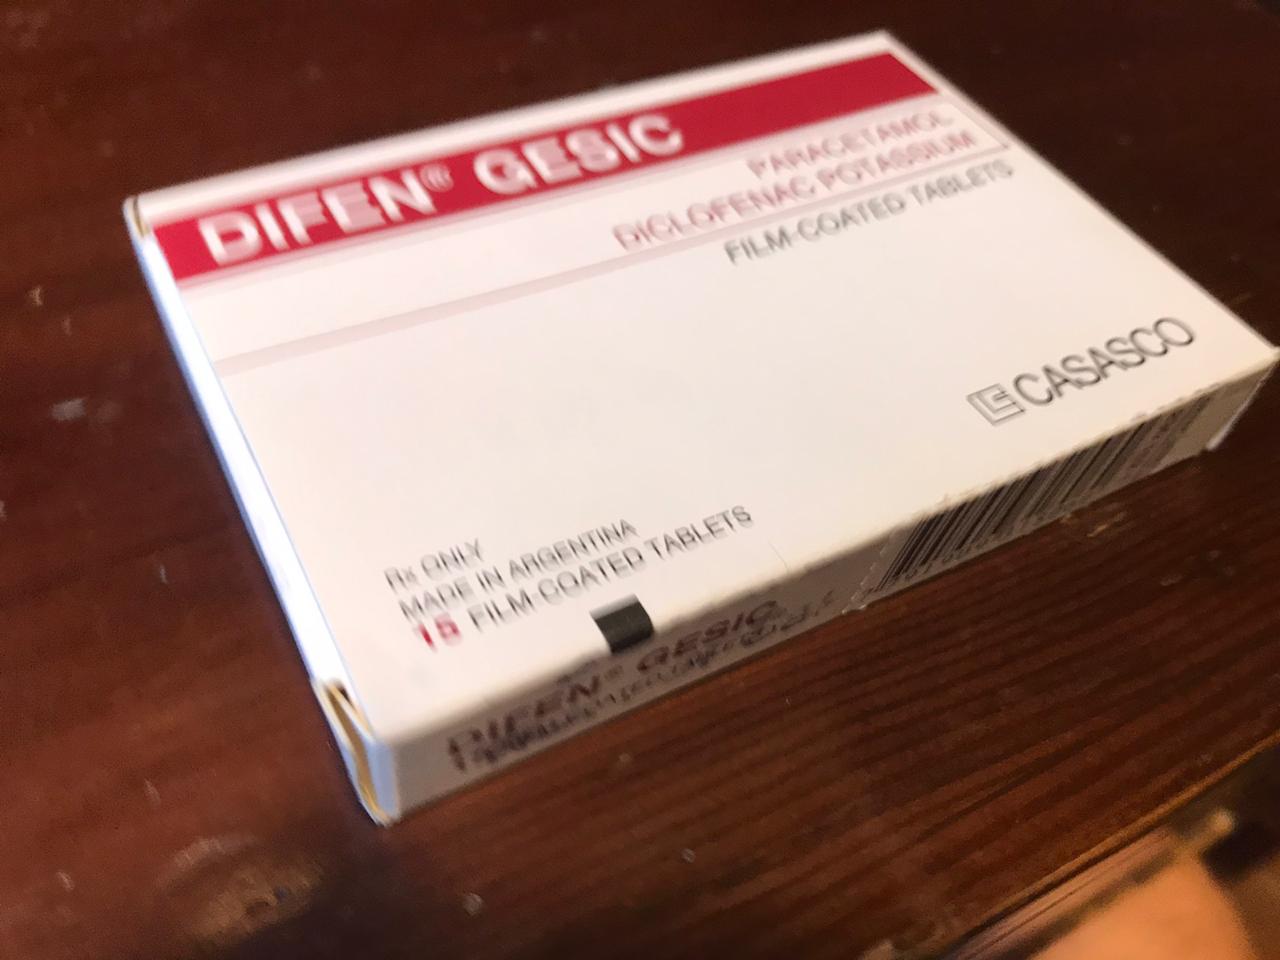 DIFEN® GESIC
PARACETAMOL
DICLOFENAC POTASSIUM
FILM-COATED TABLETS
CASASCO
Rx ONLY
MADE IN ARGENTINA
15 FILM-COATED TABLETS
DIFEN® GESIC